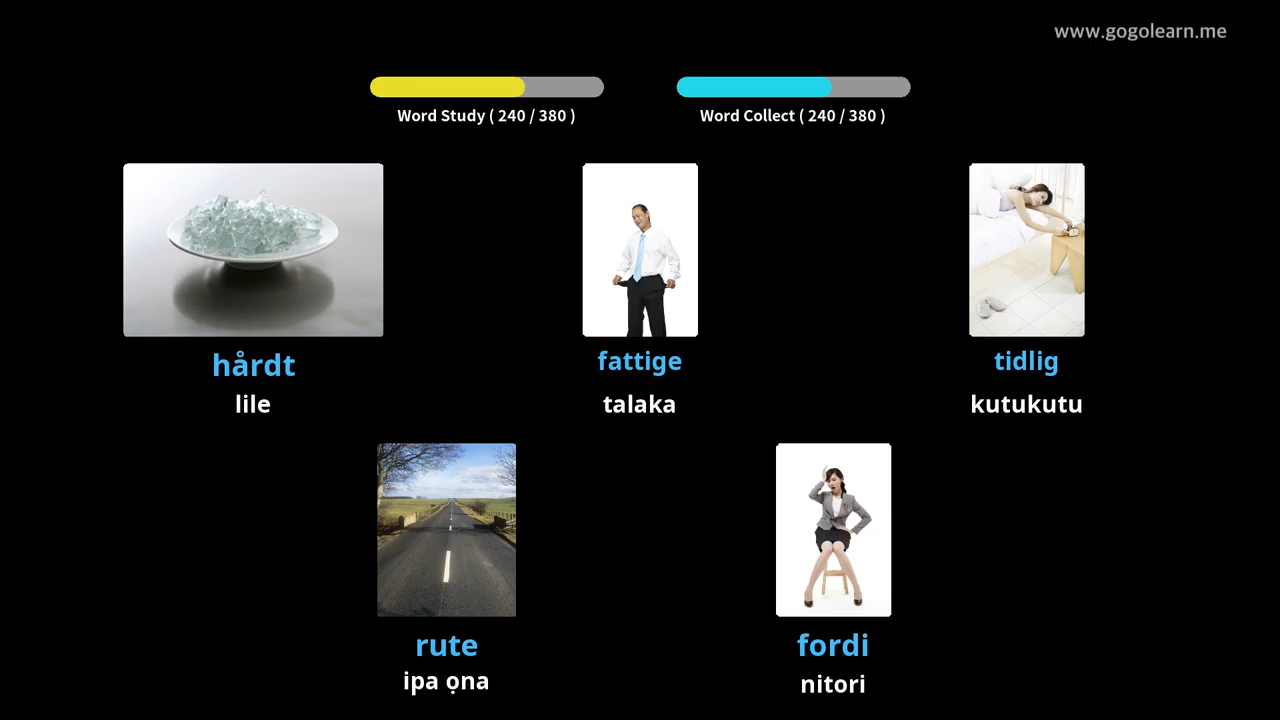 www.gogolearn.me
Word Study ( 240 / 380 )
Word Collect ( 240 / 380 )
hårdt
lile
fattige
talaka
tidlig
kutukutu
rute
ipa ọna
fordi
nitori